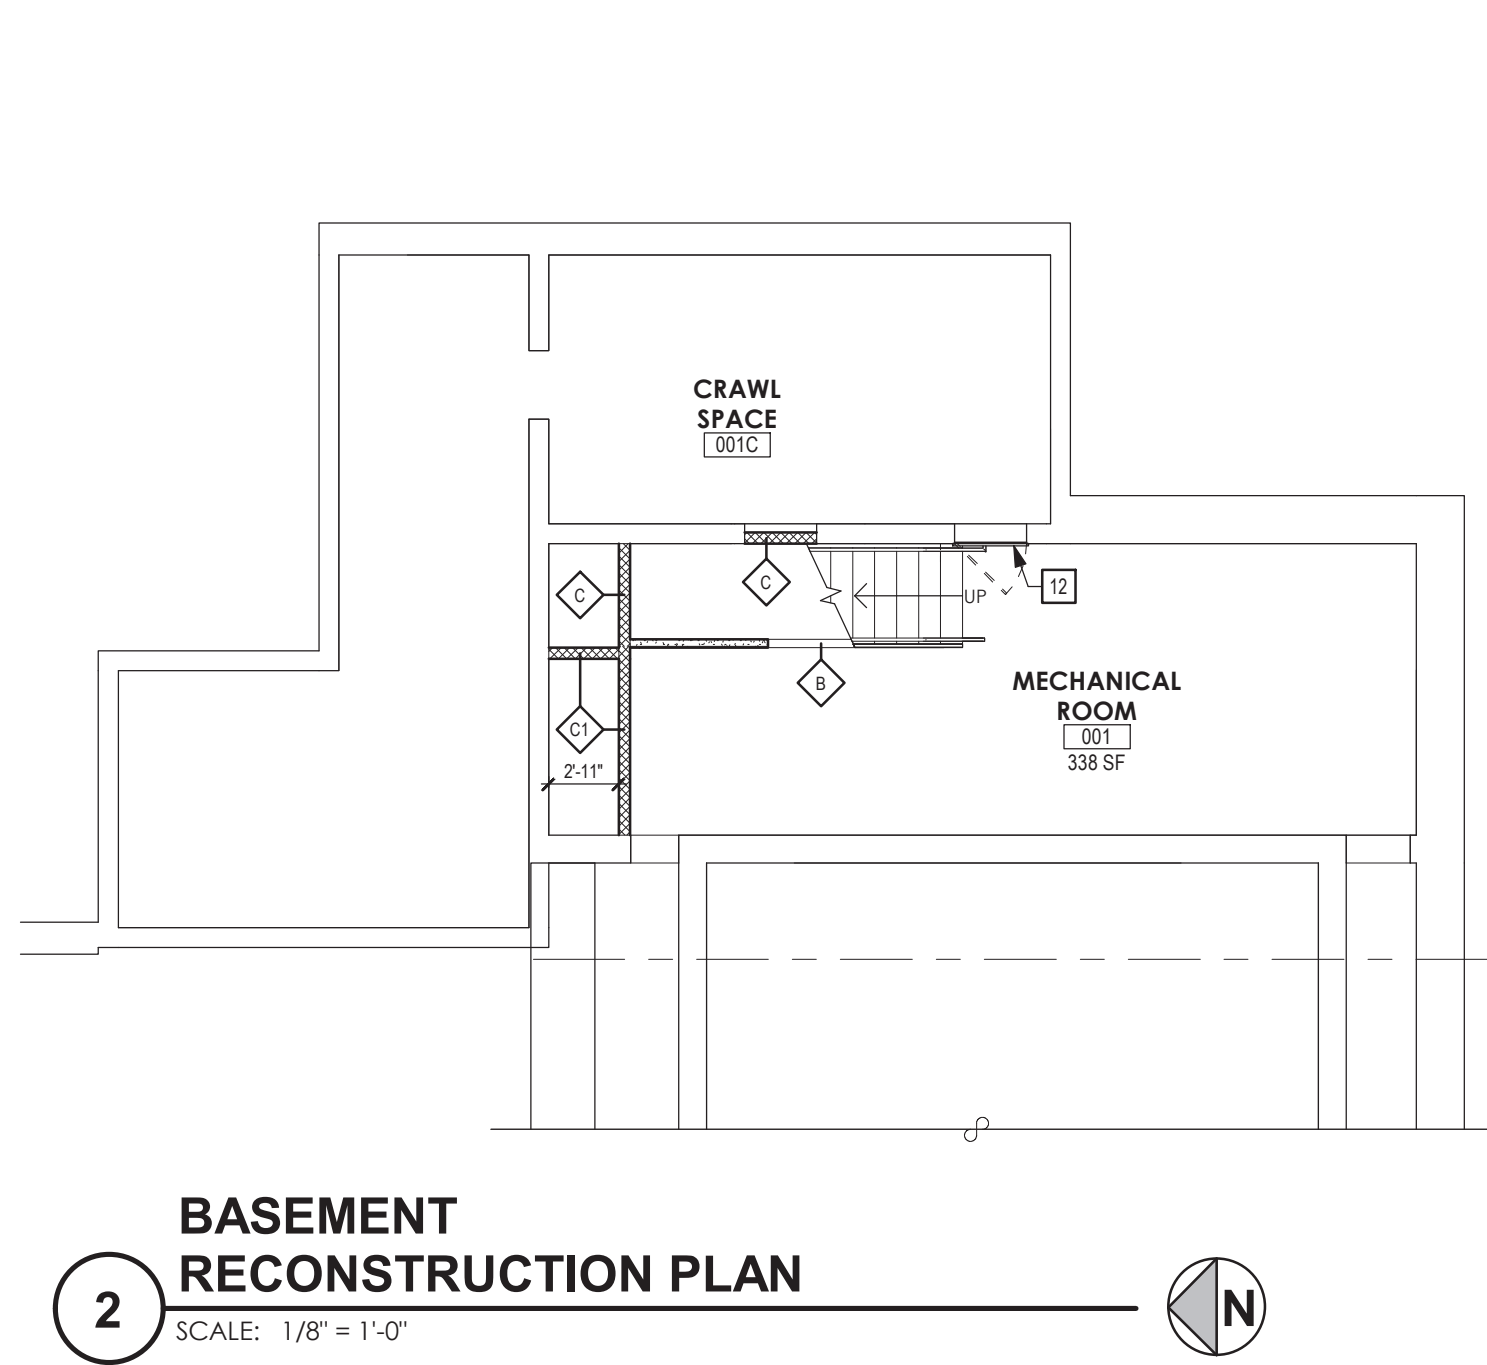 CRAWL
SPACE
001C
C
C
UP
12
B
MECHANICAL
ROOM
001
338 SF
C1
2'-11"
BASEMENT
RECONSTRUCTION PLAN
2
SCALE: 1/8" = 1'-0"
N